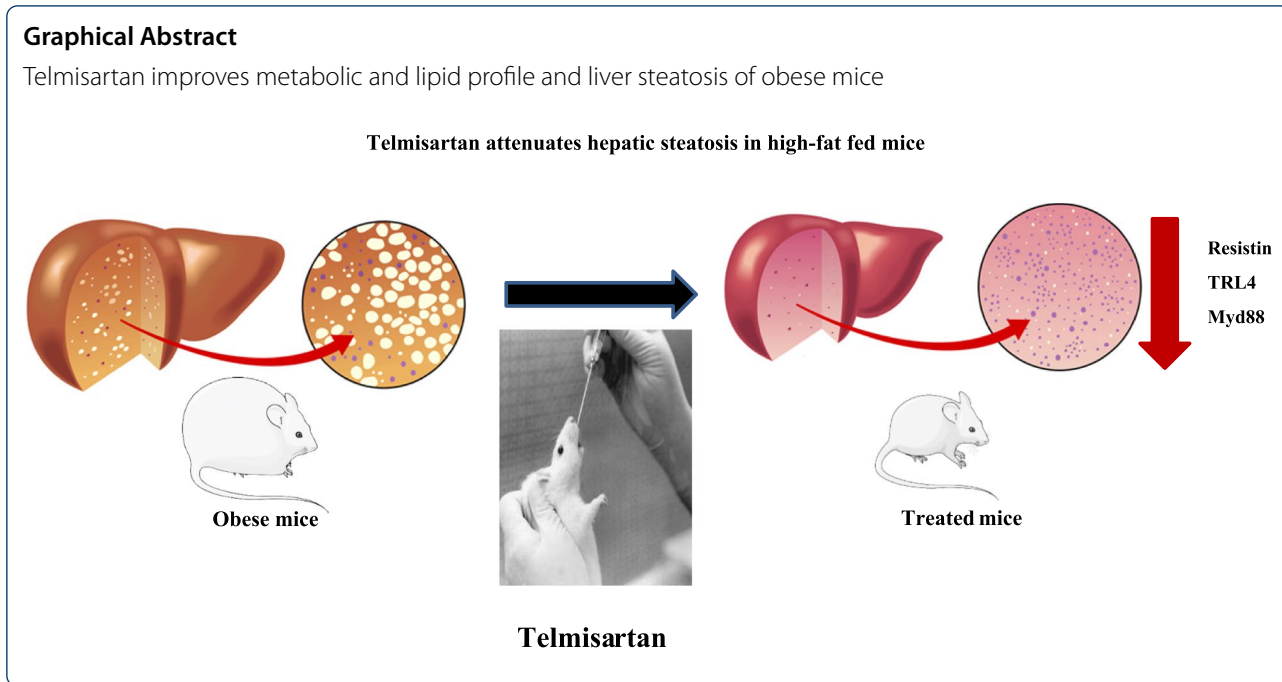 Graphical Abstract
Telmisartan improves metabolic and lipid profile and liver steatosis of obese mice
Telmisartan attenuates hepatic steatosis in high-fat fed mice
Resistin
TRL4
Myd88
Obese mice
Treated mice
Telmisartan